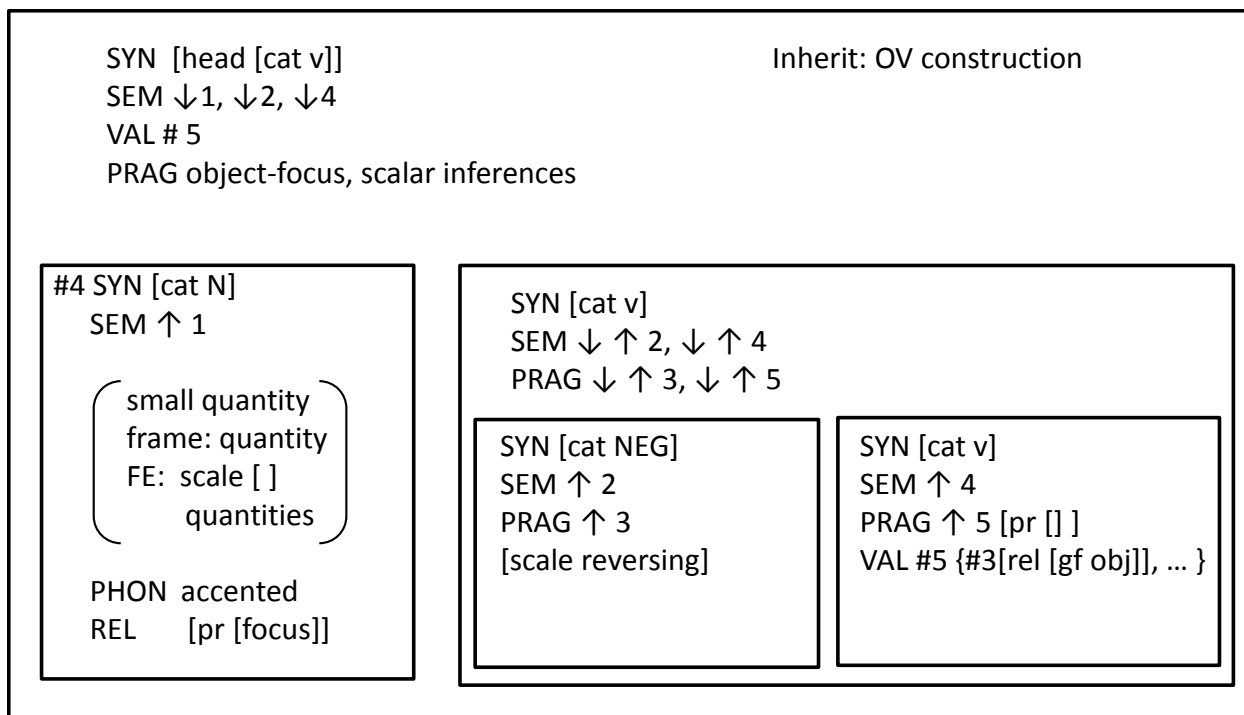 SYN [head [cat v]]
Inherit: OV construction
SEM ↓1, ↓2, ↓4
VAL # 5
PRAG object-focus, scalar inferences
#4 SYN [cat N]
SEM ↑ 1
small quantity
frame: quantity
FE: scale [ ]
quantities
PHON accented
REL [pr [focus]]
SYN [cat v]
SEM ↓ ↑ 2, ↓ ↑ 4
PRAG ↓ ↑ 3, ↓ ↑ 5
SYN [cat NEG]
SEM ↑ 2
PRAG ↑ 3
[scale reversing]
SYN [cat v]
SEM ↑ 4
PRAG ↑ 5 [pr [] ]
VAL #5 {#3[rel [gf obj]], … }